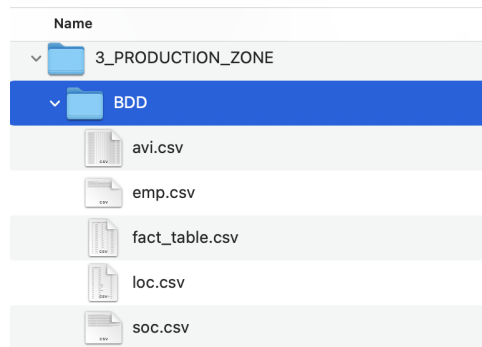 Name
3_PRODUCTION_ZONE
BDD
avi.csv
emp.csv
fact_table.csv
loc.csv
soc.csv